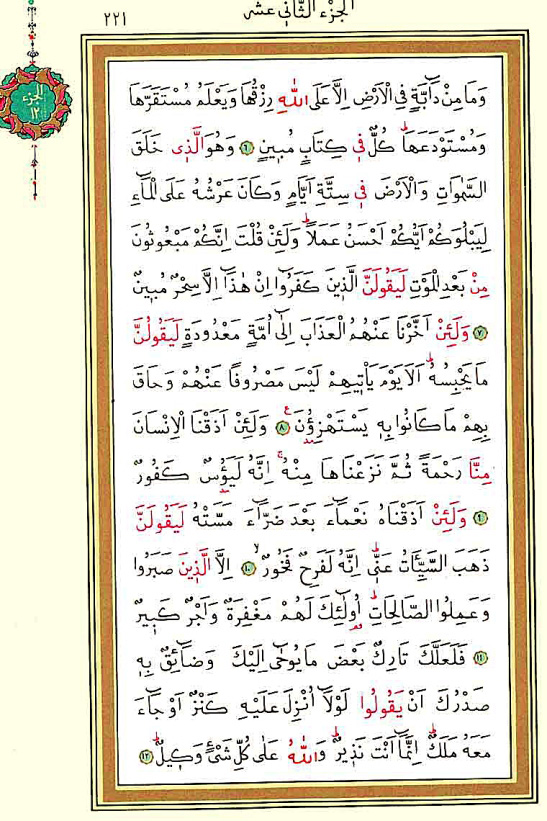 الجزء الثاني عشر
٢٢١
الجزء
١٢
وَمَا مِنْ دَٓابَّةٍ فِي الْاَرْضِ اِلَّا عَلَى اللّٰهِ رِزْقُهَا وَيَعْلَمُ مُسْتَقَرَّهَا
وَمُسْتَوْدَعَهَاۜ كُلٌّ ف۪ي كِتَابٍ مُب۪ينٍ ﴿٦﴾ وَهُوَ الَّذ۪ي خَلَقَ
السَّمٰوَاتِ وَالْاَرْضَ ف۪ي سِتَّةِ اَيَّامٍ وَكَانَ عَرْشُهُ عَلَى الْمَٓاءِ
لِيَبْلُوَكُمْ اَيُّكُمْ اَحْسَنُ عَمَلًاۜ وَلَئِنْ قُلْتَ اِنَّكُمْ مَبْعُوثُونَ
مِنْ بَعْدِ الْمَوْتِ لَيَقُولَنَّ الَّذ۪ينَ كَفَرُٓوا اِنْ هٰذَٓا اِلَّا سِحْرٌ مُب۪ينٌ
﴿٧﴾ وَلَئِنْ اَخَّرْنَا عَنْهُمُ الْعَذَابَ اِلٰٓى اُمَّةٍ مَعْدُودَةٍ لَيَقُولُنَّ
مَا يَحْبِسُهُۜ اَلَا يَوْمَ يَأْت۪يهِمْ لَيْسَ مَصْرُوفًا عَنْهُمْ وَحَاقَ
بِهِمْ مَا كَانُوا بِه۪ يَسْتَهْزِؤُ۫نَ ﴿٨﴾ وَلَئِنْ اَذَقْنَا الْاِنْسَانَ
مِنَّا رَحْمَةً ثُمَّ نَزَعْنَاهَا مِنْهُۚ اِنَّهُ لَيَؤُ۫سٌ كَفُورٌ
﴿٩﴾ وَلَئِنْ اَذَقْنَاهُ نَعْمَٓاءَ بَعْدَ ضَرَّٓاءَ مَسَّتْهُ لَيَقُولَنَّ
ذَهَبَ السَّيِّـَٔاتُ عَنّ۪يۜ اِنَّهُ لَفَرِحٌ فَخُورٌۙ ﴿١٠﴾ اِلَّا الَّذ۪ينَ صَبَرُوا
وَعَمِلُوا الصَّالِحَاتِۜ اُو۬لٰٓئِكَ لَهُمْ مَغْفِرَةٌ وَاَجْرٌ كَب۪يرٌ
﴿١١﴾ فَلَعَلَّكَ تَارِكٌ بَعْضَ مَا يُوحٰٓى اِلَيْكَ وَضَٓائِقٌ بِه۪
صَدْرُكَ اَنْ يَقُولُوا لَوْلَٓا اُنْزِلَ عَلَيْهِ كَنْزٌ اَوْ جَٓاءَ
مَعَهُ مَلَكٌۜ اِنَّمَٓا اَنْتَ نَذ۪يرٌۜ وَاللّٰهُ عَلٰى كُلِّ شَيْءٍ وَك۪يلٌۜ ﴿١٢﴾